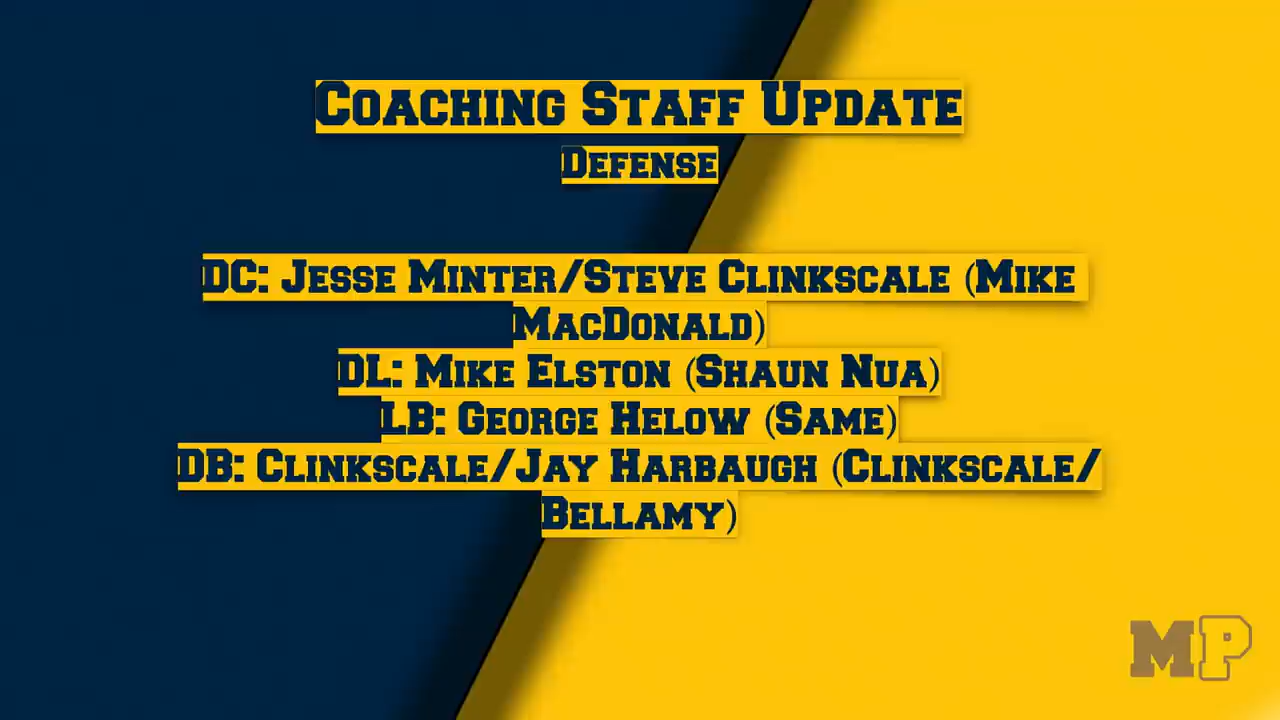 Coaching Staff Update
Defense
DC: Jesse Minter/Steve Clinkscale (Mike
MacDonald)
DL: Mike Elston (Shaun Nua)
LB: George Helow (Same)
DB: Clinkscale/Jay Harbaugh (Clinkscale/
Bellamy)
MP